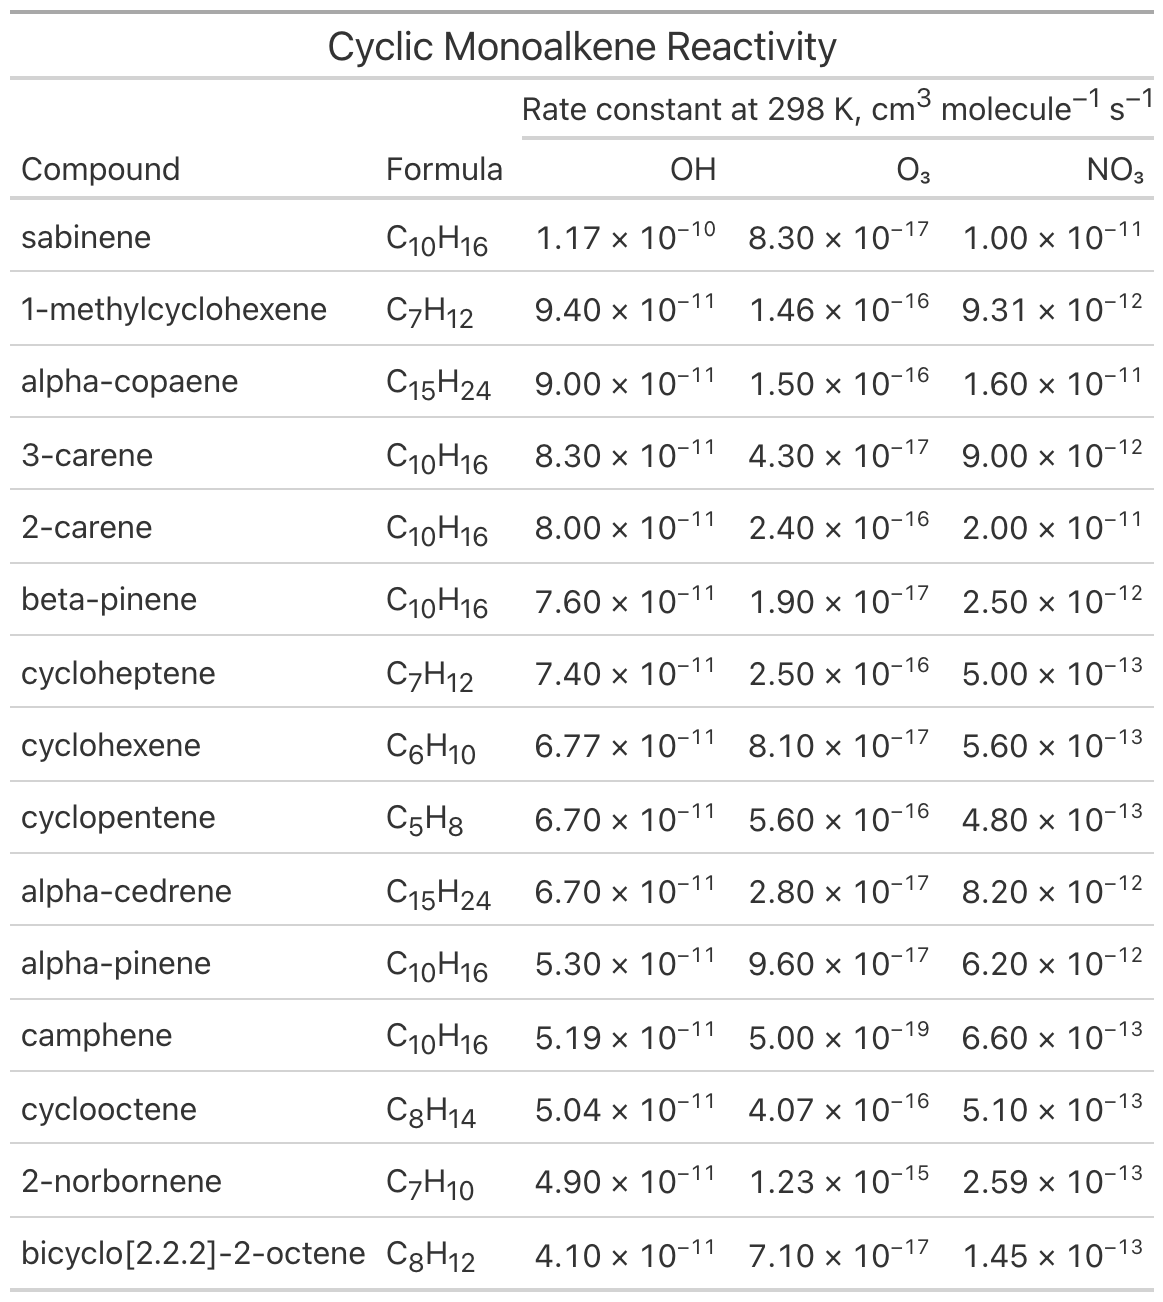 Cyclic Monoalkene Reactivity
Rate constant at 298 K, cm³ molecule⁻¹ s⁻¹
Compound Formula OH O₃ NO₃
sabinene C₁₀H₁₆ 1.17 × 10⁻¹⁰ 8.30 × 10⁻¹⁷ 1.00 × 10⁻¹¹
1-methylcyclohexene C₇H₁₂ 9.40 × 10⁻¹¹ 1.46 × 10⁻¹⁶ 9.31 × 10⁻¹²
alpha-copaene C₁₅H₂₄ 9.00 × 10⁻¹¹ 1.50 × 10⁻¹⁶ 1.60 × 10⁻¹¹
3-carene C₁₀H₁₆ 8.30 × 10⁻¹¹ 4.30 × 10⁻¹⁷ 9.00 × 10⁻¹²
2-carene C₁₀H₁₆ 8.00 × 10⁻¹¹ 2.40 × 10⁻¹⁶ 2.00 × 10⁻¹¹
beta-pinene C₁₀H₁₆ 7.60 × 10⁻¹¹ 1.90 × 10⁻¹⁷ 2.50 × 10⁻¹²
cycloheptene C₇H₁₂ 7.40 × 10⁻¹¹ 2.50 × 10⁻¹⁶ 5.00 × 10⁻¹³
cyclohexene C₆H₁₀ 6.77 × 10⁻¹¹ 8.10 × 10⁻¹⁷ 5.60 × 10⁻¹³
cyclopentene C₅H₈ 6.70 × 10⁻¹¹ 5.60 × 10⁻¹⁶ 4.80 × 10⁻¹³
alpha-cedrene C₁₅H₂₄ 6.70 × 10⁻¹¹ 2.80 × 10⁻¹⁷ 8.20 × 10⁻¹²
alpha-pinene C₁₀H₁₆ 5.30 × 10⁻¹¹ 9.60 × 10⁻¹⁷ 6.20 × 10⁻¹²
camphene C₁₀H₁₆ 5.19 × 10⁻¹¹ 5.00 × 10⁻¹⁹ 6.60 × 10⁻¹³
cyclooctene C₈H₁₄ 5.04 × 10⁻¹¹ 4.07 × 10⁻¹⁶ 5.10 × 10⁻¹³
2-norbornene C₇H₁₀ 4.90 × 10⁻¹¹ 1.23 × 10⁻¹⁵ 2.59 × 10⁻¹³
bicyclo[2.2.2]-2-octene C₈H₁₂ 4.10 × 10⁻¹¹ 7.10 × 10⁻¹⁷ 1.45 × 10⁻¹³